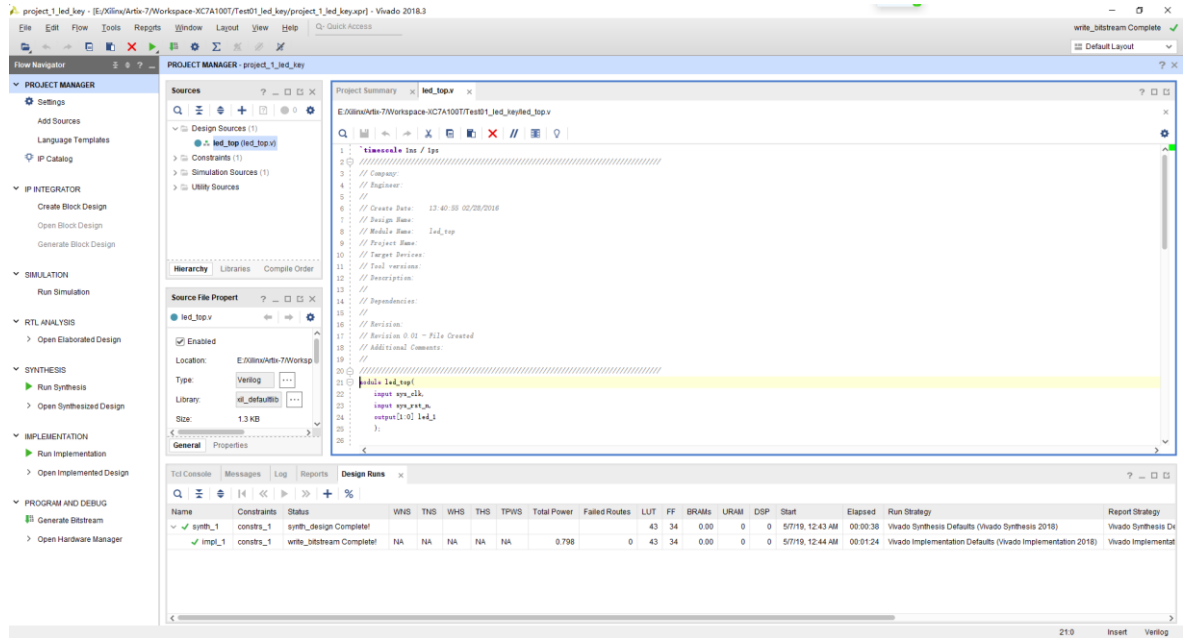 project_1_led_key - [E:/Xilinx/Artix-7/Workspace-XC7A100T/Test01_led_key/project_1_led_key.xpr] - Vivado 2018.3
File Edit Flow Tools Reports Window Layout View Help Q- Quick Access
write_bitstream Complete
Default Layout
Flow Navigator
PROJECT MANAGER - project_1_led_key
PROJECT MANAGER
Settings
Add Sources
Language Templates
IP Catalog
IP INTEGRATOR
Create Block Design
Open Block Design
Generate Block Design
SIMULATION
Run Simulation
RTL ANALYSIS
Open Elaborated Design
SYNTHESIS
Run Synthesis
Open Synthesized Design
IMPLEMENTATION
Run Implementation
Open Implemented Design
PROGRAM AND DEBUG
Generate Bitstream
Open Hardware Manager
Sources
Design Sources (1)
led_top (led_top.v)
Constraints (1)
Simulation Sources (1)
Utility Sources
Hierarchy Libraries Compile Order
Source File Propert
led_top.v
Enabled
Location: E:/Xilinx/Artix-7/Worksp
Type: Verilog
Library: xil_defaultlib
Size: 1.3 KB
General Properties
Project Summary led_top.v
E:/Xilinx/Artix-7/Workspace-XC7A100T/Test01_led_key/led_top.v
1 `timescale 1ns / 1ps
2 //////////////////////////////////////////////////////////////////////////////////
3 // Company:
4 // Engineer:
5 //
6 // Create Date: 13:40:55 02/28/2016
7 // Design Name:
8 // Module Name: led_top
9 // Project Name:
10 // Target Devices:
11 // Tool versions:
12 // Description:
13 //
14 // Dependencies:
15 //
16 // Revision:
17 // Revision 0.01 - File Created
18 // Additional Comments:
19 //
20 //////////////////////////////////////////////////////////////////////////////////
21 module led_top(
22 input sys_clk,
23 input sys_rst_n,
24 output[1:0] led_1
25 );
26
Tcl Console Messages Log Reports Design Runs
Name Constraints Status WNS TNS WHS THS TPWS Total Power Failed Routes LUT FF BRAMs URAM DSP Start Elapsed Run Strategy Report Strategy
synth_1 constrs_1 synth_design Complete! 43 34 0.00 0 0 5/7/19, 12:43 AM 00:00:38 Vivado Synthesis Defaults (Vivado Synthesis 2018) Vivado Synthesis De
impl_1 constrs_1 write_bitstream Complete! NA NA NA NA NA 0.798 0 43 34 0.00 0 0 5/7/19, 12:44 AM 00:01:24 Vivado Implementation Defaults (Vivado Implementation 2018) Vivado Implementat
21:0 Insert Verilog